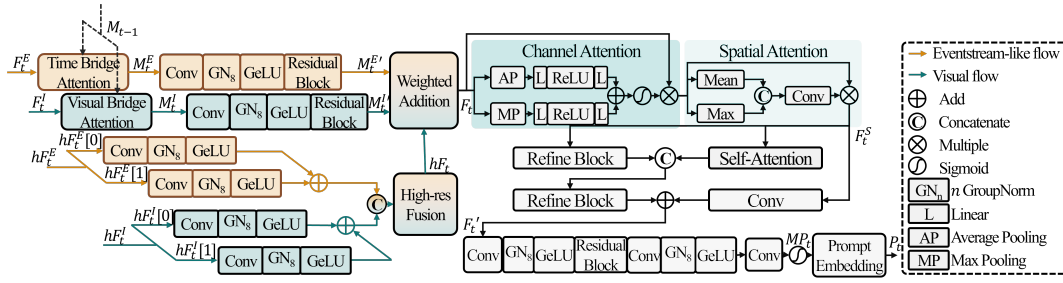 M_{t-1}
F_t^E
Time Bridge
Attention
M_t^E
Conv
GN_8
GeLU
Residual
Block
M_t^{E'}
F_t^I
Visual Bridge
Attention
M_t^I
Conv
GN_8
GeLU
Residual
Block
M_t^{I'}
Weighted
Addition
F_t
hF_t
High-res
Fusion
hF_t^E
hF_t^E[0]
Conv
GN_8
GeLU
hF_t^E[1]
Conv
GN_8
GeLU
C
hF_t^I
hF_t^I[0]
Conv
GN_8
GeLU
hF_t^I[1]
Conv
GN_8
GeLU
Channel Attention
AP
L
ReLU
L
MP
L
ReLU
L
Spatial Attention
Mean
Max
C
Conv
F_t^S
Refine Block
C
Self-Attention
Refine Block
Conv
F_t'
Conv
GN_8
GeLU
Residual
Block
Conv
GN_8
GeLU
Conv
MP_t
Prompt
Embedding
P_t
Eventstream-like flow
Visual flow
Add
C Concatenate
Multiple
Sigmoid
GN_n n GroupNorm
L Linear
AP Average Pooling
MP Max Pooling